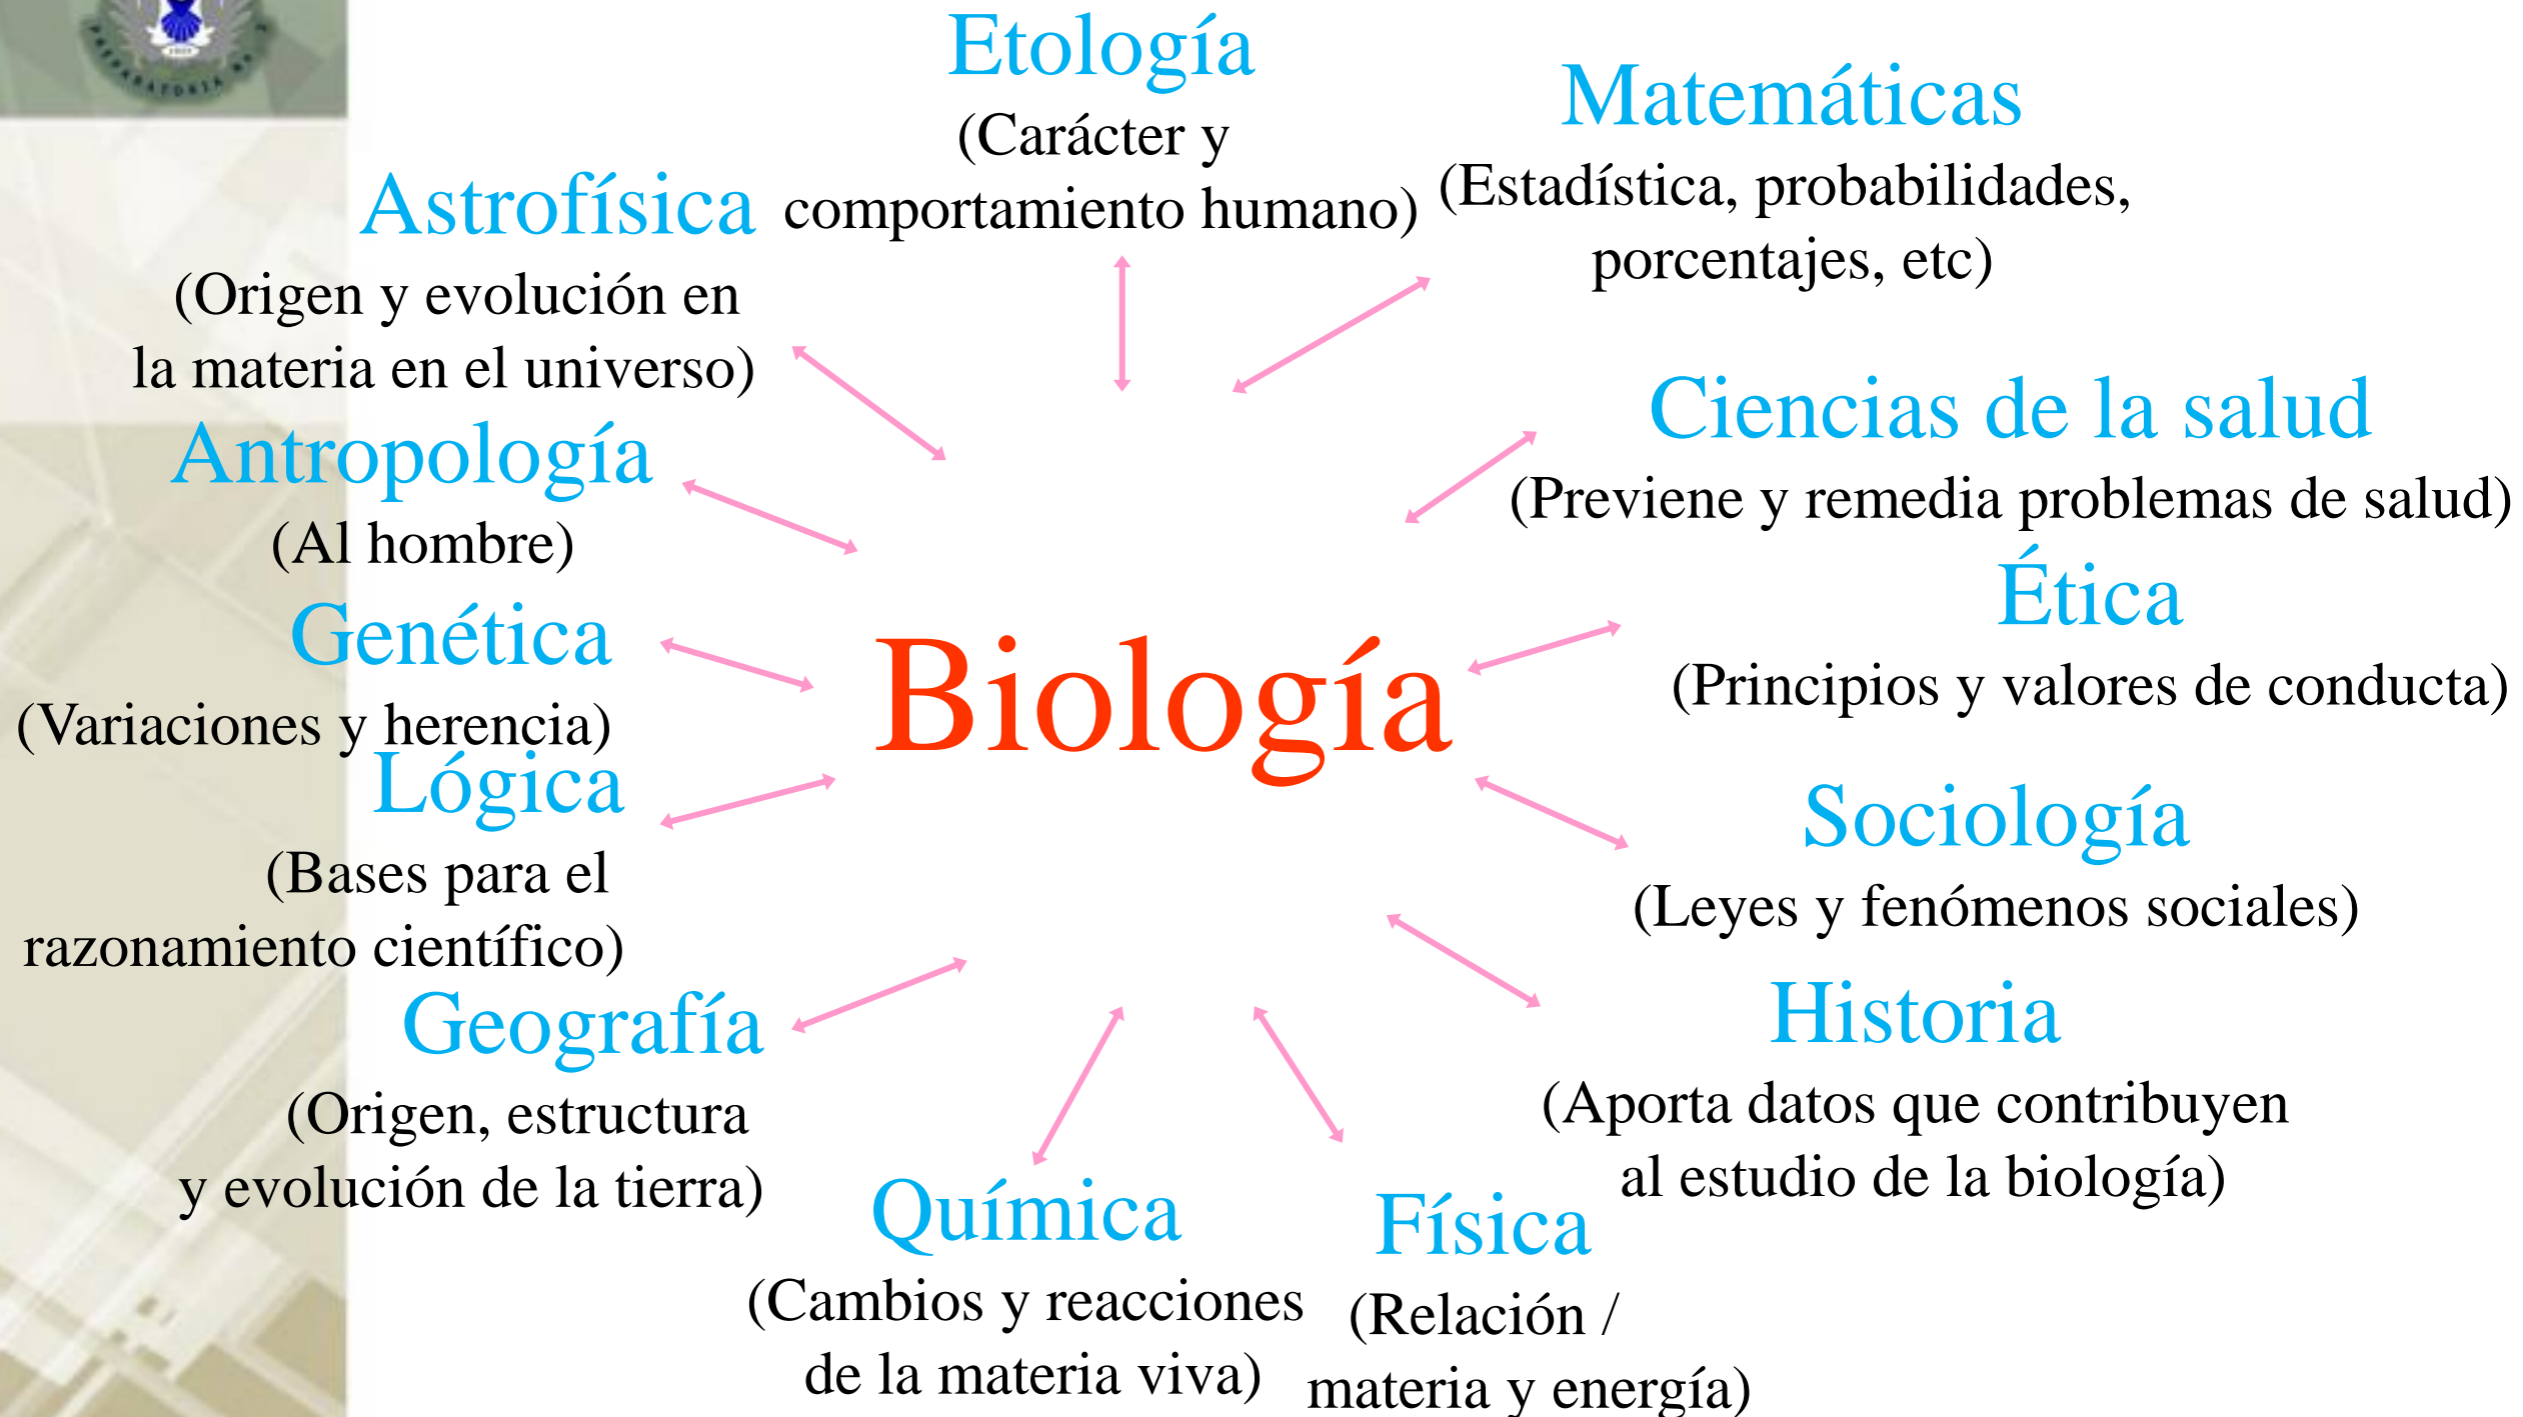 Etología
(Carácter y
comportamiento humano)
Matemáticas
(Estadística, probabilidades,
porcentajes, etc)
Astrofísica
(Origen y evolución en
la materia en el universo)
Ciencias de la salud
(Previene y remedia problemas de salud)
Antropología
(Al hombre)
Ética
(Principios y valores de conducta)
Genética
(Variaciones y herencia)
Biología
Lógica
(Bases para el
razonamiento científico)
Sociología
(Leyes y fenómenos sociales)
Geografía
(Origen, estructura
y evolución de la tierra)
Historia
(Aporta datos que contribuyen
al estudio de la biología)
Química
(Cambios y reacciones
de la materia viva)
Física
(Relación /
materia y energía)